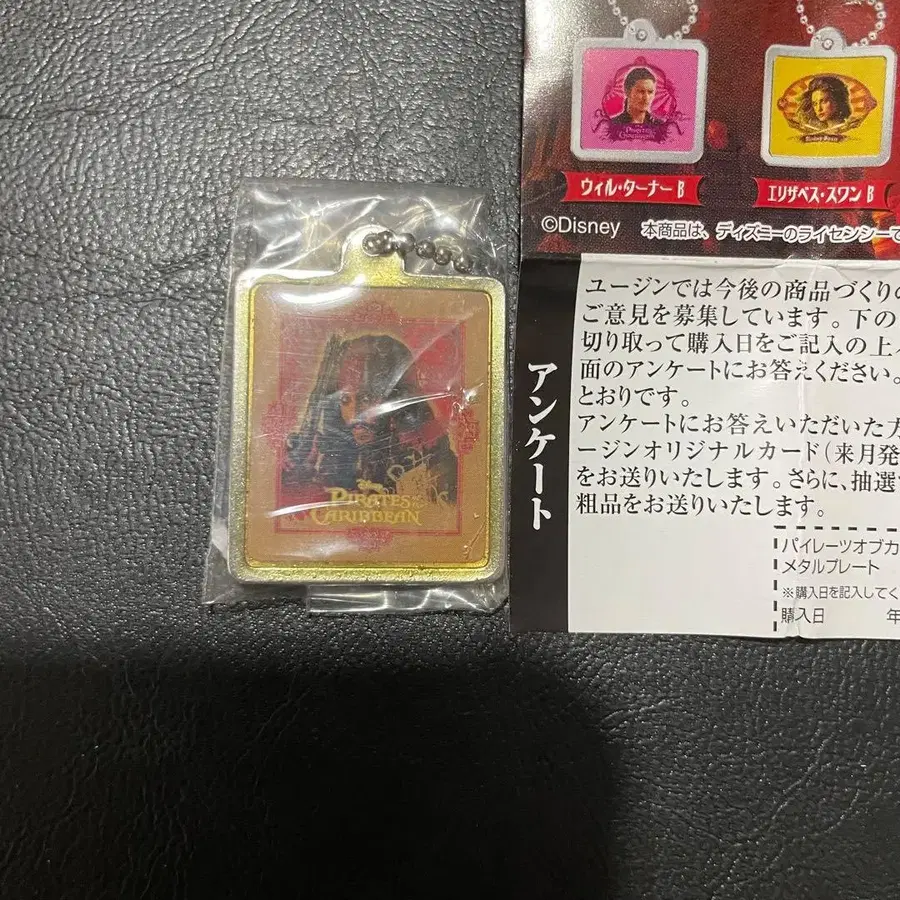 Disney
PIRATES
CARIBBEAN
PIRATES
CARIBBEAN
ウィル・ターナー B
エリザベス・スワン B
©Disney 本商品は、ディズニーのライセンシーで
アンケート
ユージンでは今後の商品づくりの
ご意見を募集しています。下の
切り取って購入日をご記入の上
面のアンケートにお答えください。
とおりです。
アンケートにお答えいただいた方
ージンオリジナルカード(来月発
をお送りいたします。さらに、抽選
粗品をお送りいたします。
パイレーツオブカ
メタルプレート
※購入日を記入してく
購入日 年